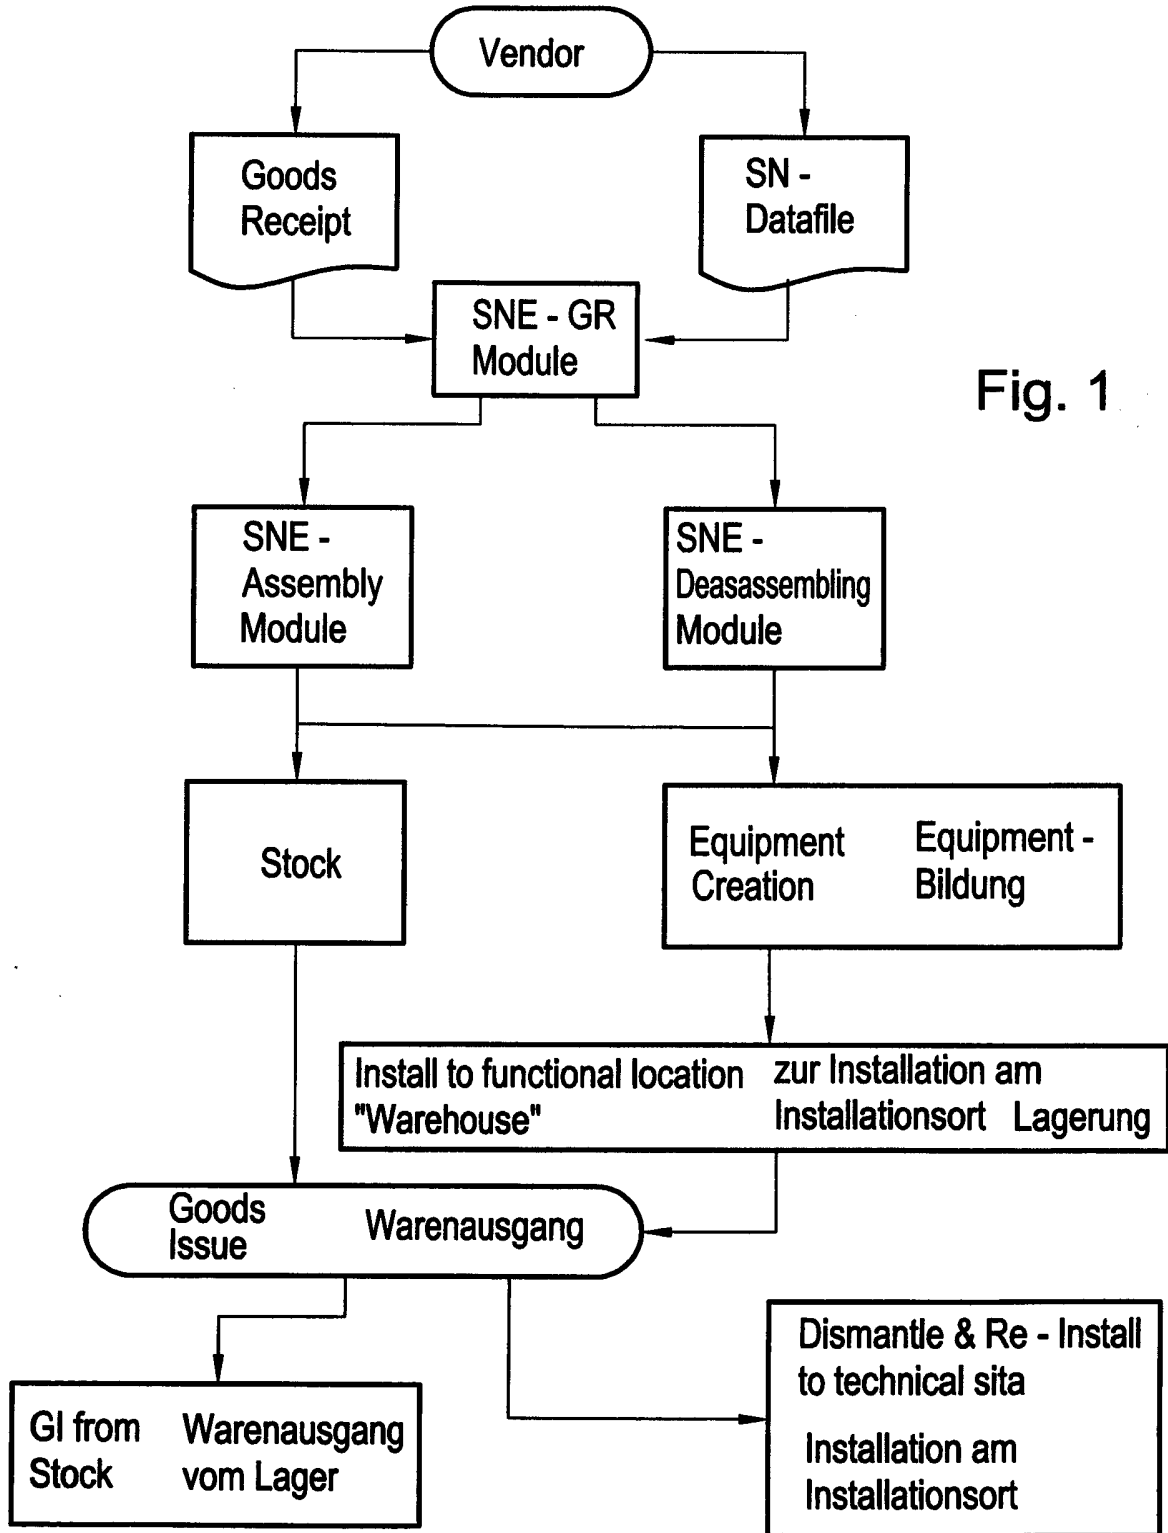 Vendor
Goods
Receipt
SN -
Datafile
SNE - GR
Module
Fig. 1
SNE -
Assembly
Module
SNE -
Deasassembling
Module
Stock
Equipment
Creation
Equipment -
Bildung
Install to functional location
"Warehouse"
zur Installation am
Installationsort Lagerung
Goods
Issue
Warenausgang
Dismantle & Re - Install
to technical sita
Installation am
Installationsort
GI from
Stock
Warenausgang
vom Lager